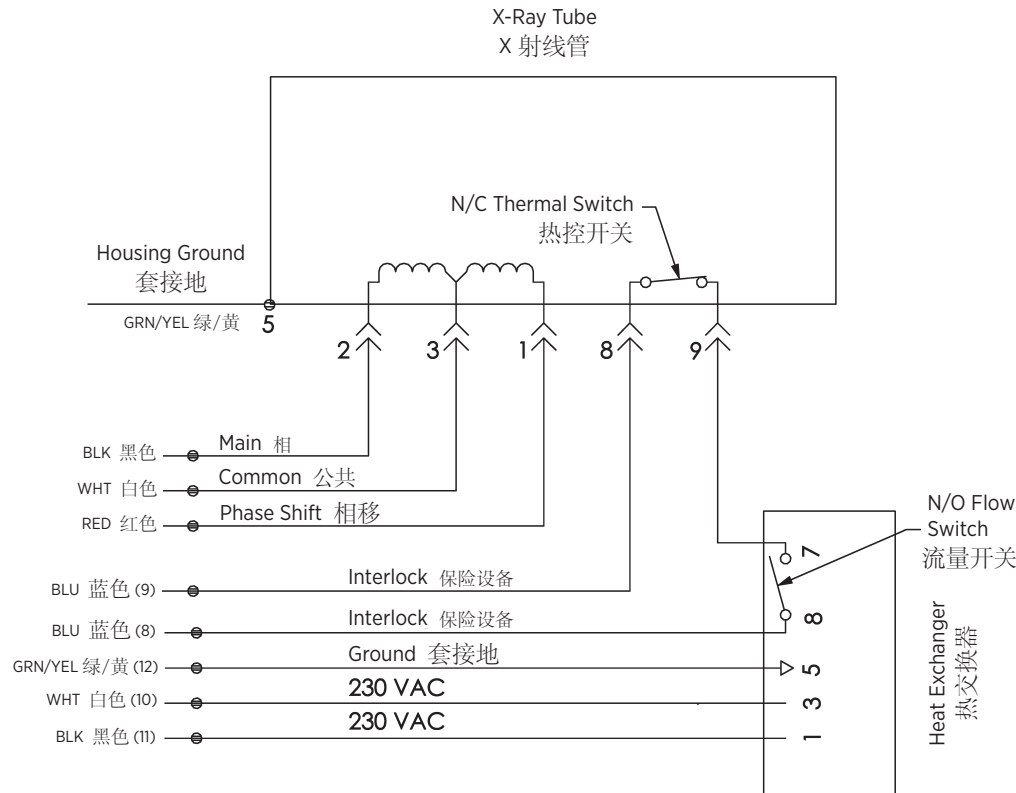 X-Ray Tube
X 射线管
N/C Thermal Switch
热控开关
Housing Ground
套接地
GRN/YEL 绿/黄
5
2
3
1
8
9
BLK 黑色
Main 相
WHT 白色
Common 公共
RED 红色
Phase Shift 相移
N/O Flow
Switch
流量开关
7
BLU 蓝色 (9)
Interlock 保险设备
8
BLU 蓝色 (8)
Interlock 保险设备
GRN/YEL 绿/黄 (12)
Ground 套接地
5
WHT 白色 (10)
230 VAC
3
BLK 黑色 (11)
230 VAC
1
Heat Exchanger
热交换器